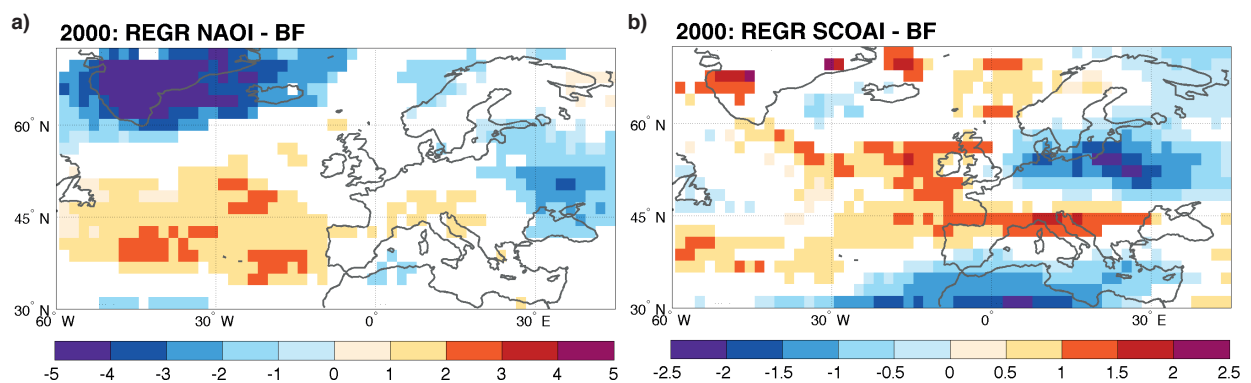 a)
2000: REGR NAOI - BF
60° N
45° N
30° N
60° W
30° W
0
30° E
-5 -4 -3 -2 -1 0 1 2 3 4 5
b)
2000: REGR SCOAI - BF
60° N
45° N
30° N
60° W
30° W
0
30° E
-2.5 -2 -1.5 -1 -0.5 0 0.5 1 1.5 2 2.5